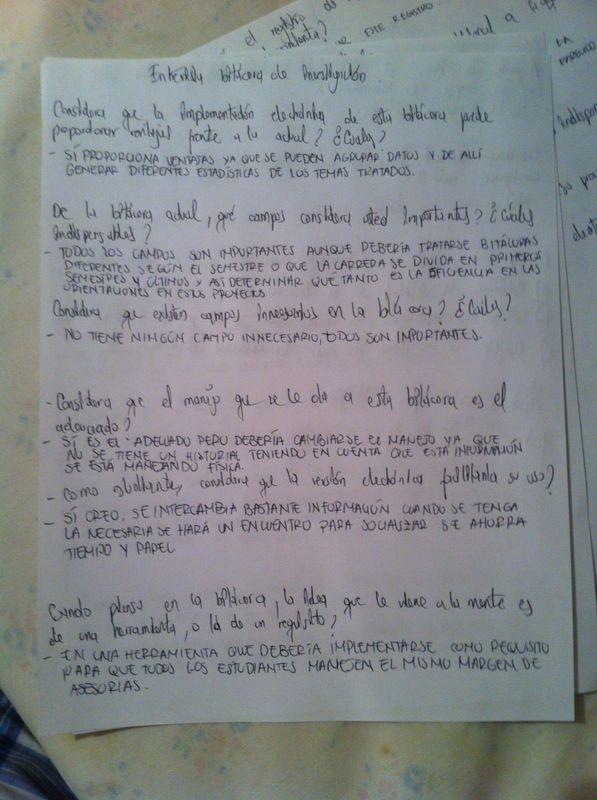 el registro de
ESTE REGISTRO.
Entrevista bitácora de Investigación.
Considera que la Implementación electrónica de esta bitácora puede
proporcionar ventajas frente a la actual? ¿Cuáles?
- SÍ PROPORCIONA VENTAJAS YA QUE SE PUEDEN AGRUPAR DATOS Y DE ALLÍ
GENERAR DIFERENTES ESTADÍSTICAS DE LOS TEMAS TRATADOS.
De la bitácora actual, qué campos considera usted Importantes? ¿Cuáles
Indispensables?
- TODOS LOS CAMPOS SON IMPORTANTES AUNQUE DEBERÍA TRATARSE BITÁCORAS
DIFERENTES SEGÚN EL SEMESTRE O QUE LA CARRERA SE DIVIDA EN PRIMEROS
SEMESTRES Y ÚLTIMOS Y ASÍ DETERMINAR QUE TANTO ES LA EFICIENCIA EN LAS
ORIENTACIONES EN ESTOS PROYECTOS
Considera que existen campos innecesarios en la bitácora? ¿Cuáles?
- NO TIENE NINGÚN CAMPO INNECESARIO, TODOS SON IMPORTANTES.
- Considera que el manejo que se le da a esta bitácora es el
adecuado?
- SÍ ES EL ADECUADO PERO DEBERÍA CAMBIARSE EL MANEJO YA QUE
NO SE TIENE UN HISTORIAL TENIENDO EN CUENTA QUE ESTA INFORMACIÓN
SE ESTÁ MANEJANDO FÍSICA.
- Como estudiante, considera que la versión electrónica facilitaría su uso?
- SÍ CREO, SE INTERCAMBIA BASTANTE INFORMACIÓN CUANDO SE TENGA
LA NECESARIA SE HARÁ UN ENCUENTRO PARA SOCIALIZAR SE AHORRA
TIEMPO Y PAPEL
Cuando piensa en la bitácora, la Idea que le viene a la mente es
de una herramienta, o la de un requisito?
- EN UNA HERRAMIENTA QUE DEBERÍA IMPLEMENTARSE COMO REQUISITO
PARA QUE TODOS LOS ESTUDIANTES MANEJEN EL MISMO MARGEN DE
ASESORIAS.